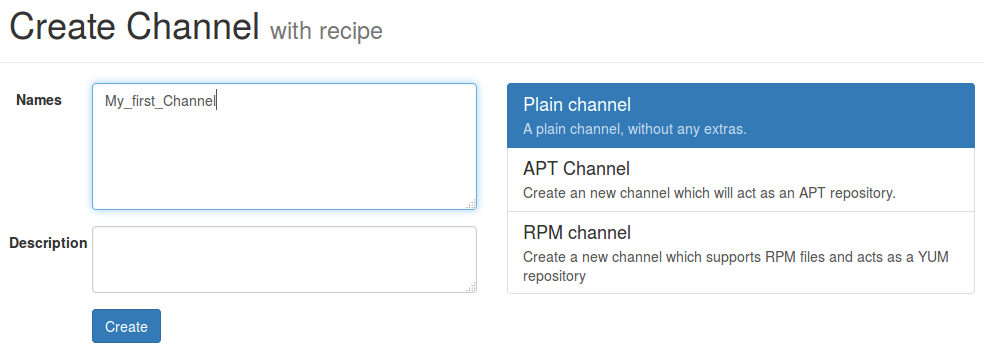 Create Channel with recipe
Names
My_first_Channel
Description
Create
Plain channel
A plain channel, without any extras.
APT Channel
Create an new channel which will act as an APT repository.
RPM channel
Create a new channel which supports RPM files and acts as a YUM
repository